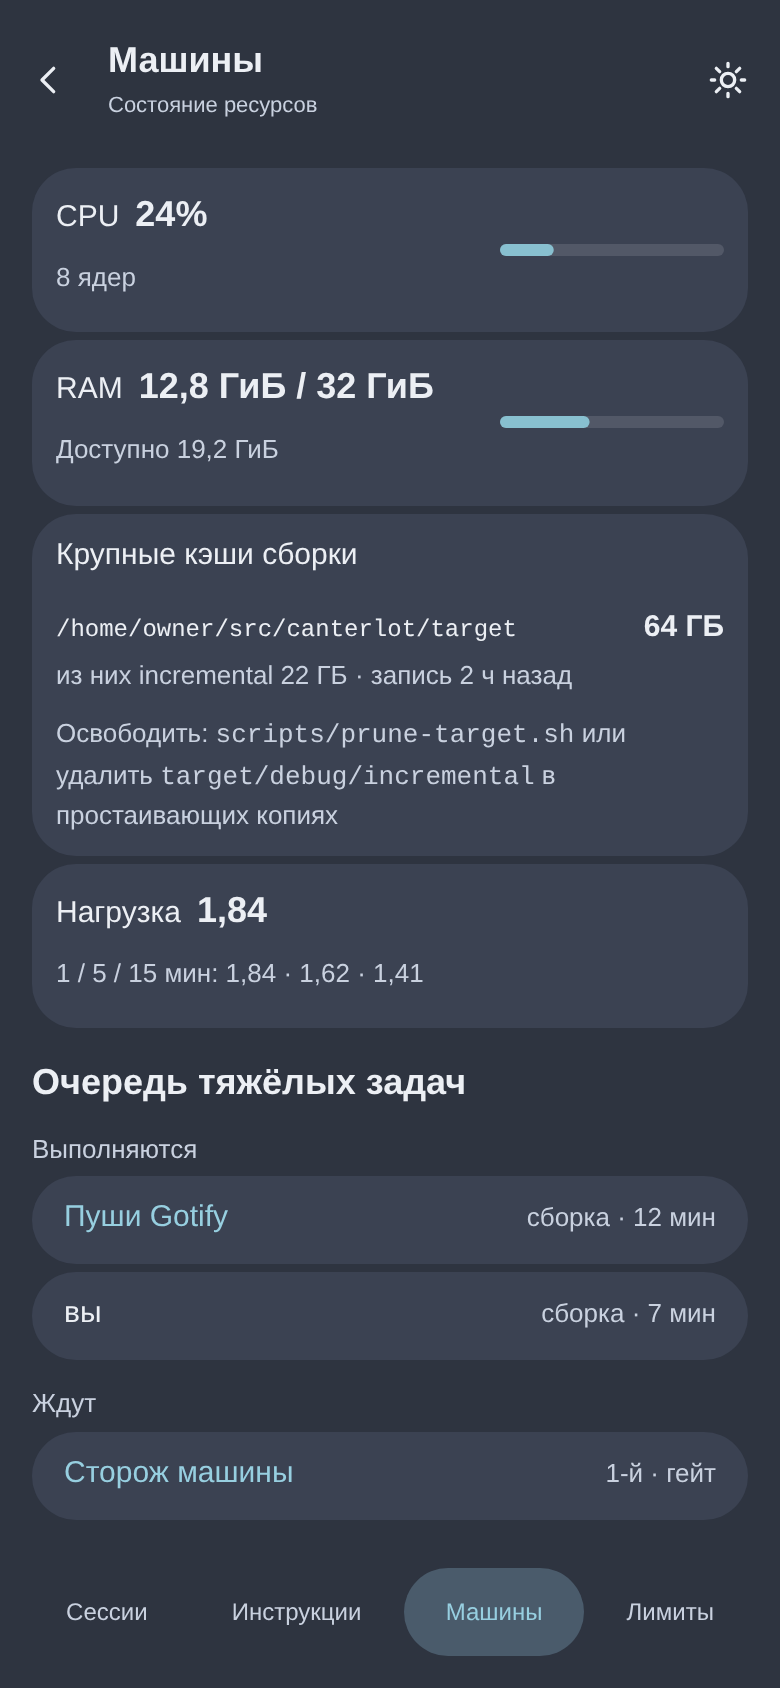 Машины
Состояние ресурсов
CPU 24%
8 ядер
RAM 12,8 ГиБ / 32 ГиБ
Доступно 19,2 ГиБ
Крупные кэши сборки
/home/owner/src/canterlot/target 64 ГБ
из них incremental 22 ГБ · запись 2 ч назад
Освободить: scripts/prune-target.sh или
удалить target/debug/incremental в
простаивающих копиях
Нагрузка 1,84
1 / 5 / 15 мин: 1,84 · 1,62 · 1,41
Очередь тяжёлых задач
Выполняются
Пуши Gotify сборка · 12 мин
вы сборка · 7 мин
Ждут
Сторож машины 1-й · гейт
Сессии Инструкции Машины Лимиты